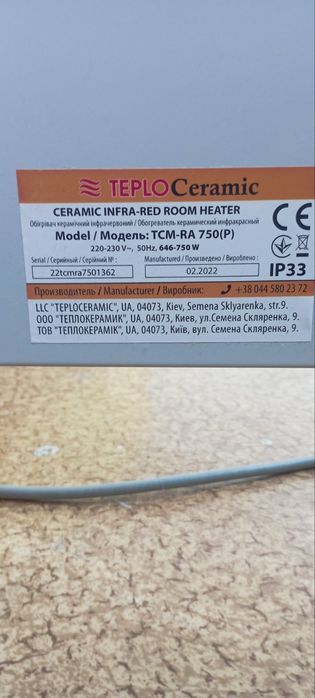 TEPLOCeramic
CERAMIC INFRA-RED ROOM HEATER
Обігрівач керамічний інфрачервоний / Обогреватель керамический инфракрасный
Model / Модель: TCM-RA 750(P)
220-230 V~, 50Hz, 646-750 W
Serial / Серийный / Серійний № : Manufactured / Произведено / Вироблено :
22tcmra7501362 02.2022
CE
IP33
Производитель / Manufacturer / Виробник: +38 044 580 23 72
LLC "TEPLOCERAMIC", UA, 04073, Kiev, Semena Sklyarenka, str.9.
ООО "ТЕПЛОКЕРАМИК", UA, 04073, Киев, ул.Семена Скляренка, 9.
ТОВ "ТЕПЛОКЕРАМІК", UA, 04073, Київ, вул.Семена Скляренка, 9.